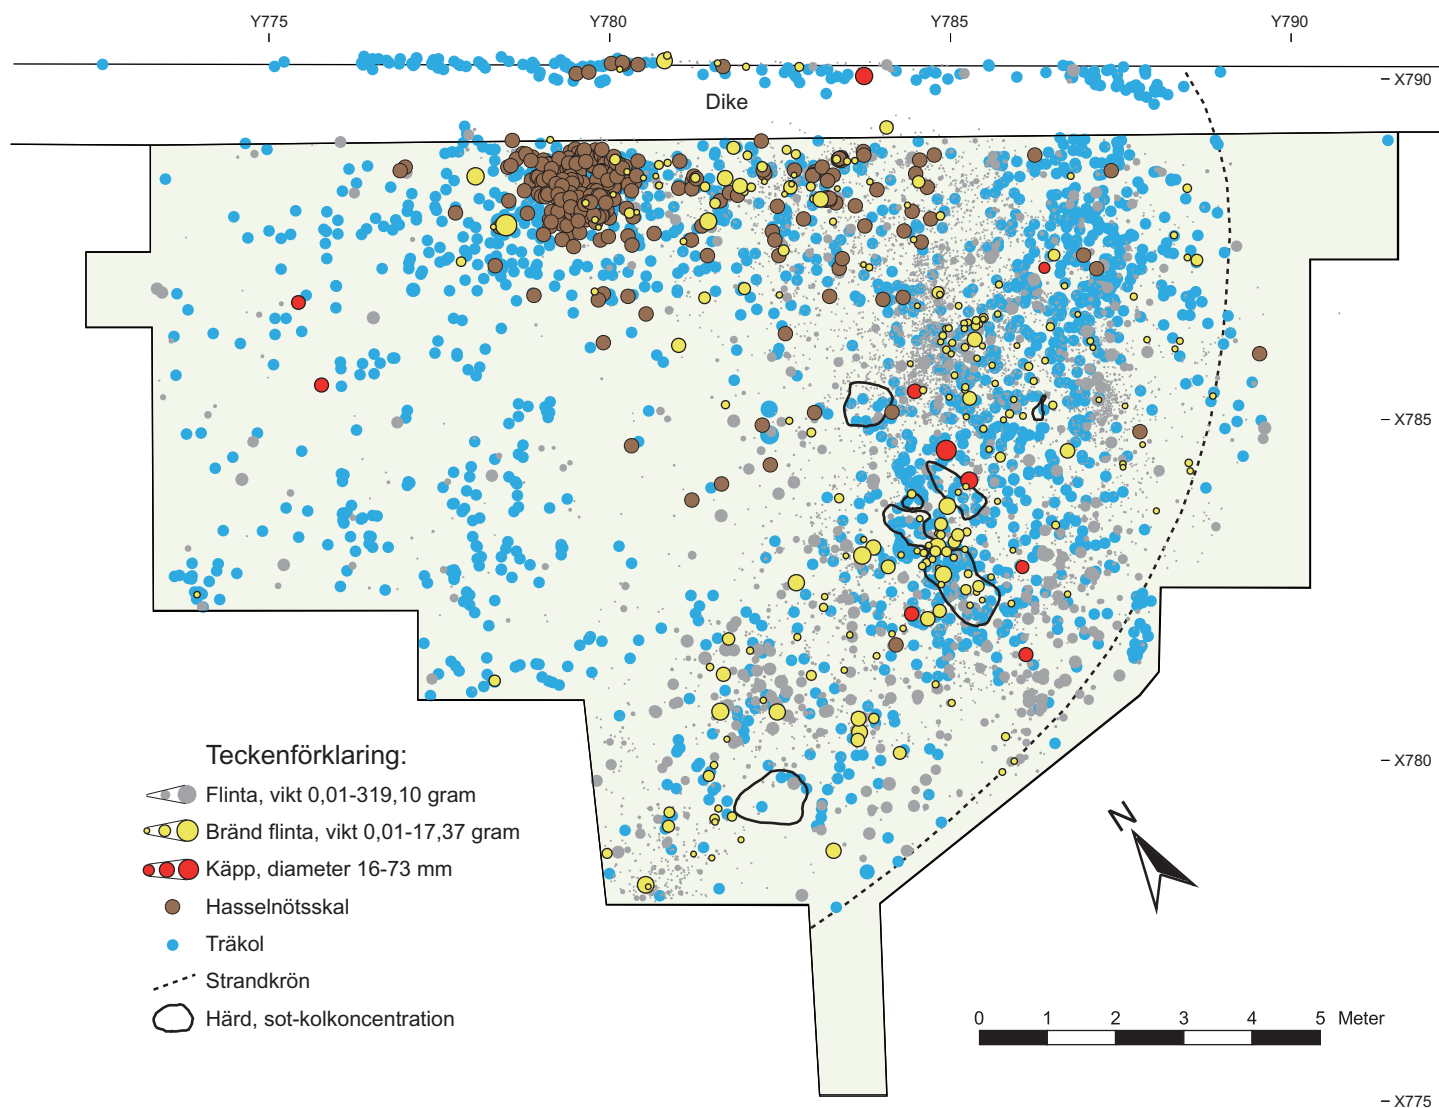 Y775 Y780 Y785 Y790
X790
Dike
X785
Teckenförklaring:
Flinta, vikt 0,01-319,10 gram
Bränd flinta, vikt 0,01-17,37 gram
Käpp, diameter 16-73 mm
Hasselnötsskal
Träkol
Strandkrön
Härd, sot-kolkoncentration
X780
N
0 1 2 3 4 5 Meter
X775